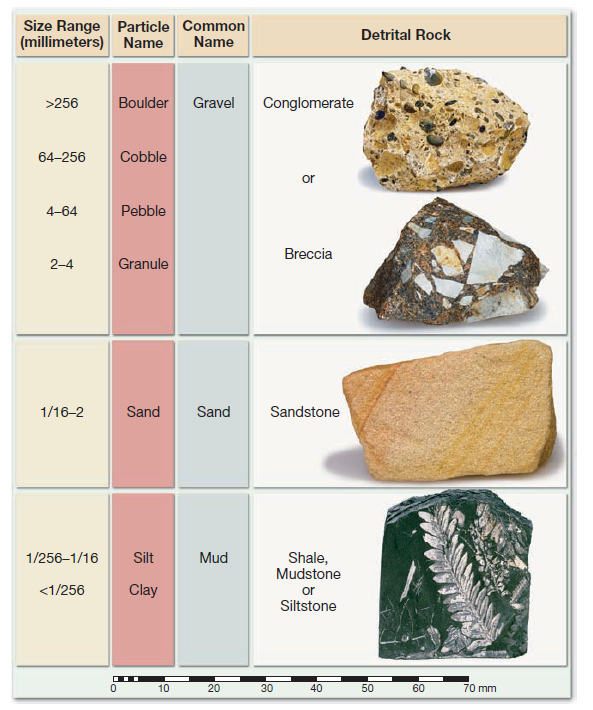 Size Range
(millimeters)
Particle
Name
Common
Name
Detrital Rock
>256
Boulder
Gravel
Conglomerate
64–256
Cobble
or
4–64
Pebble
2–4
Granule
Breccia
1/16–2
Sand
Sand
Sandstone
1/256–1/16
Silt
Mud
Shale,
Mudstone
or
Siltstone
<1/256
Clay
0 10 20 30 40 50 60 70 mm